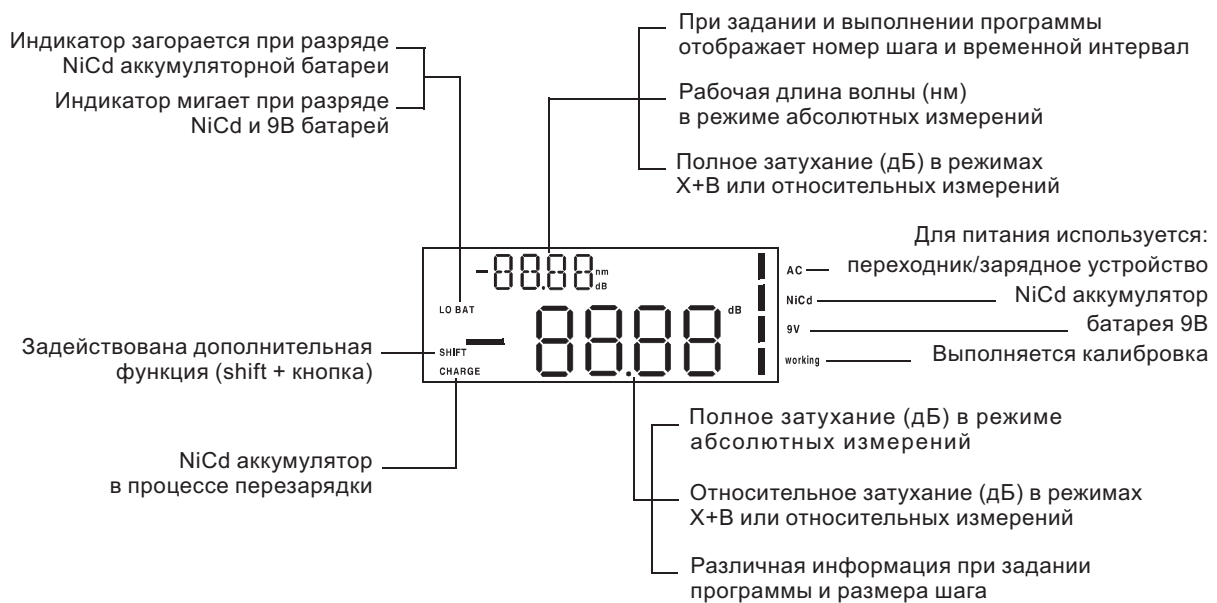 Индикатор загорается при разряде
NiCd аккумуляторной батареи
Индикатор мигает при разряде
NiCd и 9В батарей
При задании и выполнении программы
отображает номер шага и временной интервал
Рабочая длина волны (нм)
в режиме абсолютных измерений
Полное затухание (дБ) в режимах
X+B или относительных измерений
-88.88 nm
dB
LO BAT
- 88.88 dB
SHIFT
CHARGE
Для питания используется:
AC переходник/зарядное устройство
NiCd NiCd аккумулятор
9V батарея 9В
working Выполняется калибровка
Задействована дополнительная
функция (shift + кнопка)
NiCd аккумулятор
в процессе перезарядки
Полное затухание (дБ) в режиме
абсолютных измерений
Относительное затухание (дБ) в режимах
X+B или относительных измерений
Различная информация при задании
программы и размера шага